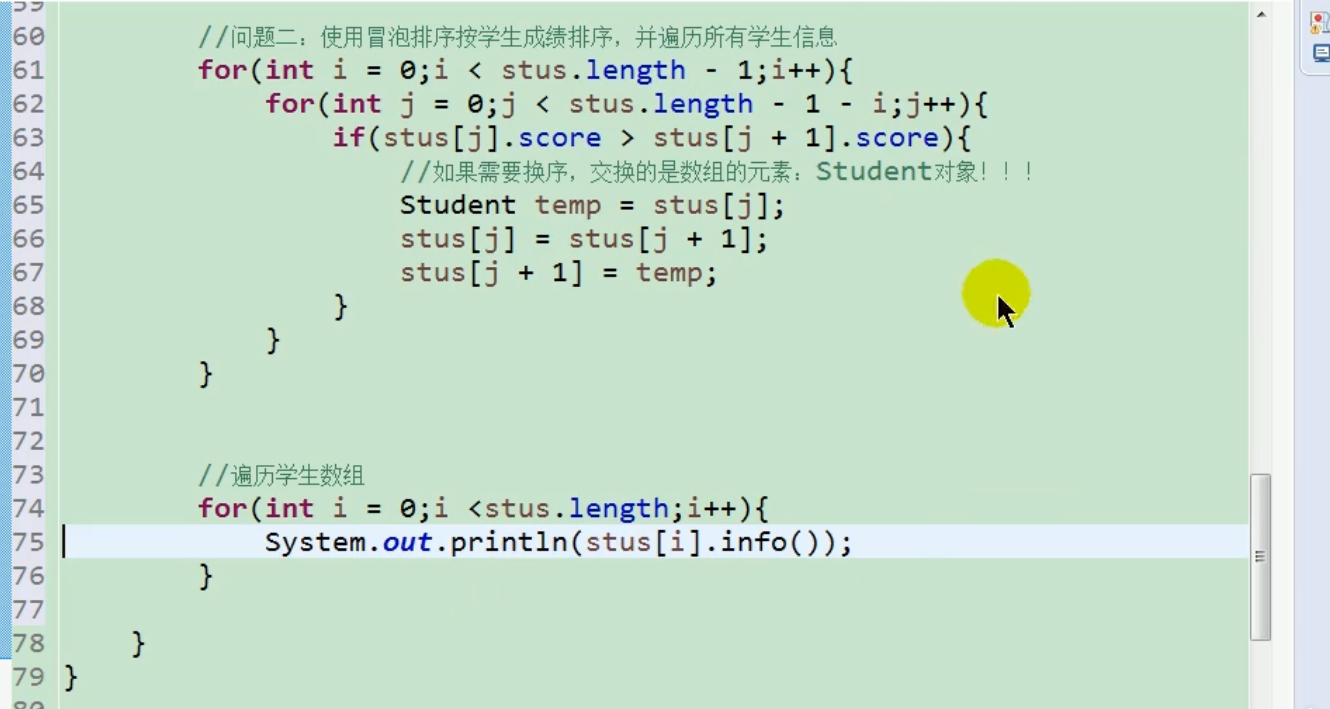 59
60 //问题二：使用冒泡排序按学生成绩排序，并遍历所有学生信息
61 for(int i = 0;i < stus.length - 1;i++){
62 for(int j = 0;j < stus.length - 1 - i;j++){
63 if(stus[j].score > stus[j + 1].score){
64 //如果需要换序，交换的是数组的元素：Student对象！！！
65 Student temp = stus[j];
66 stus[j] = stus[j + 1];
67 stus[j + 1] = temp;
68 }
69 }
70 }
71
72
73 //遍历学生数组
74 for(int i = 0;i <stus.length;i++){
75 System.out.println(stus[i].info());
76 }
77
78 }
79 }
80